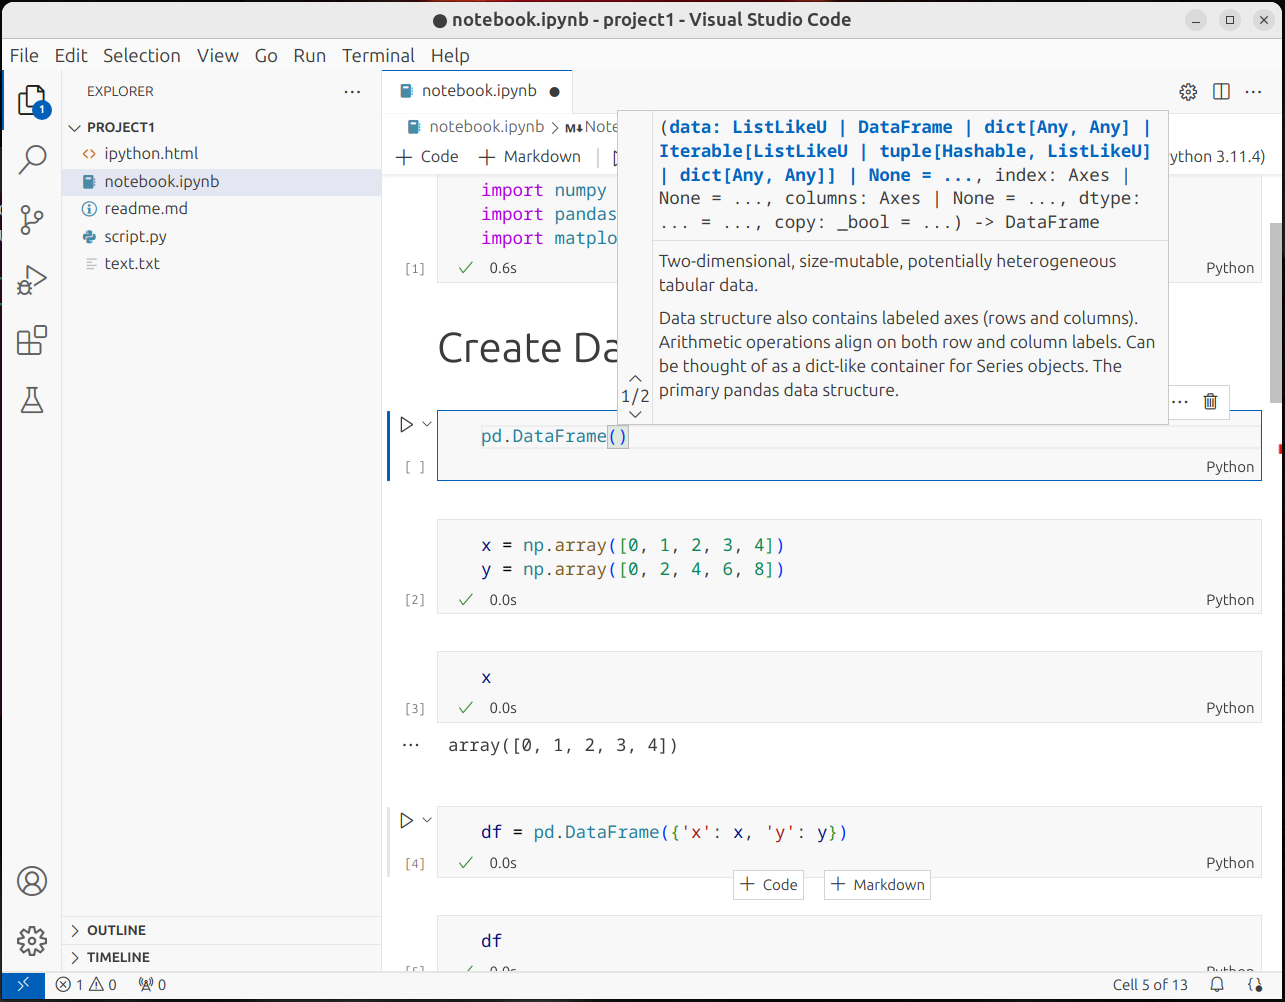 ● notebook.ipynb - project1 - Visual Studio Code
File Edit Selection View Go Run Terminal Help
EXPLORER
notebook.ipynb ●
1
PROJECT1
ipython.html
notebook.ipynb
readme.md
script.py
text.txt
notebook.ipynb > M↓Note
+ Code + Markdown
ython 3.11.4)
(data: ListLikeU | DataFrame | dict[Any, Any] |
Iterable[ListLikeU | tuple[Hashable, ListLikeU]
| dict[Any, Any]] | None = ..., index: Axes |
None = ..., columns: Axes | None = ..., dtype:
... = ..., copy: _bool = ...) -> DataFrame
Two-dimensional, size-mutable, potentially heterogeneous
tabular data.
Data structure also contains labeled axes (rows and columns).
Arithmetic operations align on both row and column labels. Can
be thought of as a dict-like container for Series objects. The
primary pandas data structure.
1/2
import numpy
import pandas
import matplo
[1] 0.6s Python
Create Da
pd.DataFrame()
[ ] Python
x = np.array([0, 1, 2, 3, 4])
y = np.array([0, 2, 4, 6, 8])
[2] 0.0s Python
x
[3] 0.0s Python
array([0, 1, 2, 3, 4])
df = pd.DataFrame({'x': x, 'y': y})
[4] 0.0s Python
+ Code + Markdown
df
[5] 0.0s Python
OUTLINE
TIMELINE
1 0 0
Cell 5 of 13